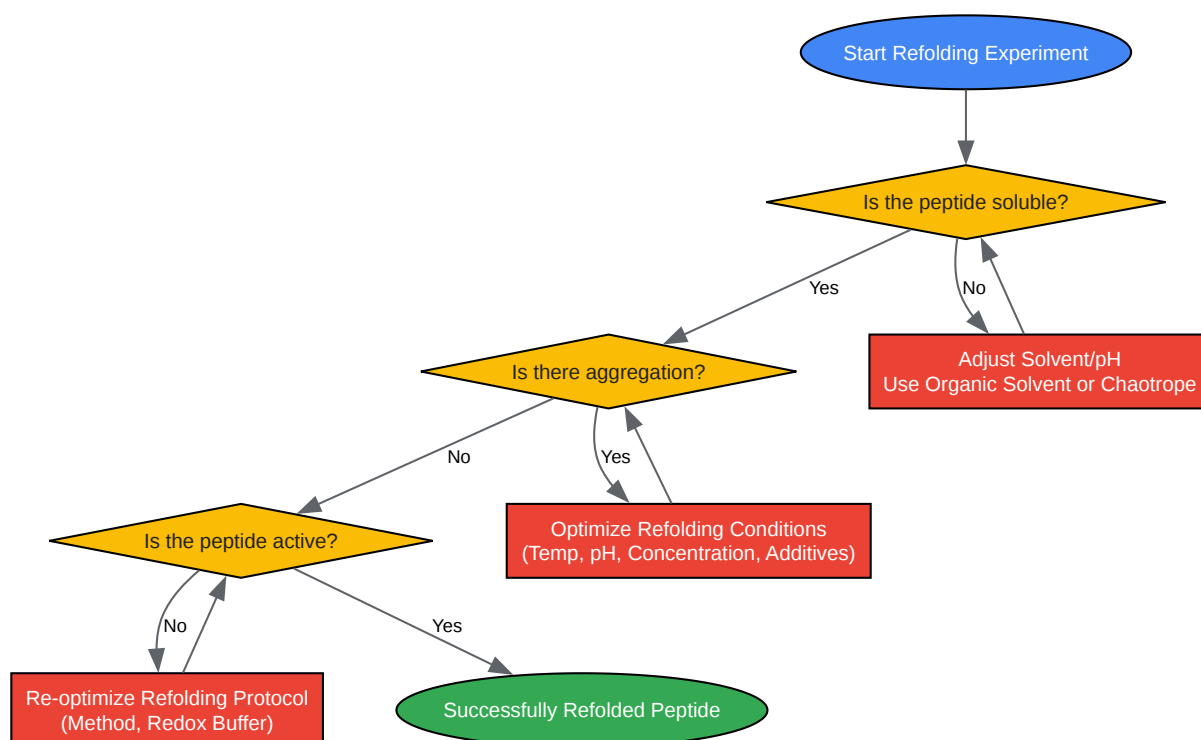 Start Refolding Experiment
Is the peptide soluble?
Yes
No
Adjust Solvent/pH
Use Organic Solvent or Chaotrope
Is there aggregation?
No
Yes
Optimize Refolding Conditions
(Temp, pH, Concentration, Additives)
Is the peptide active?
No
Yes
Re-optimize Refolding Protocol
(Method, Redox Buffer)
Successfully Refolded Peptide